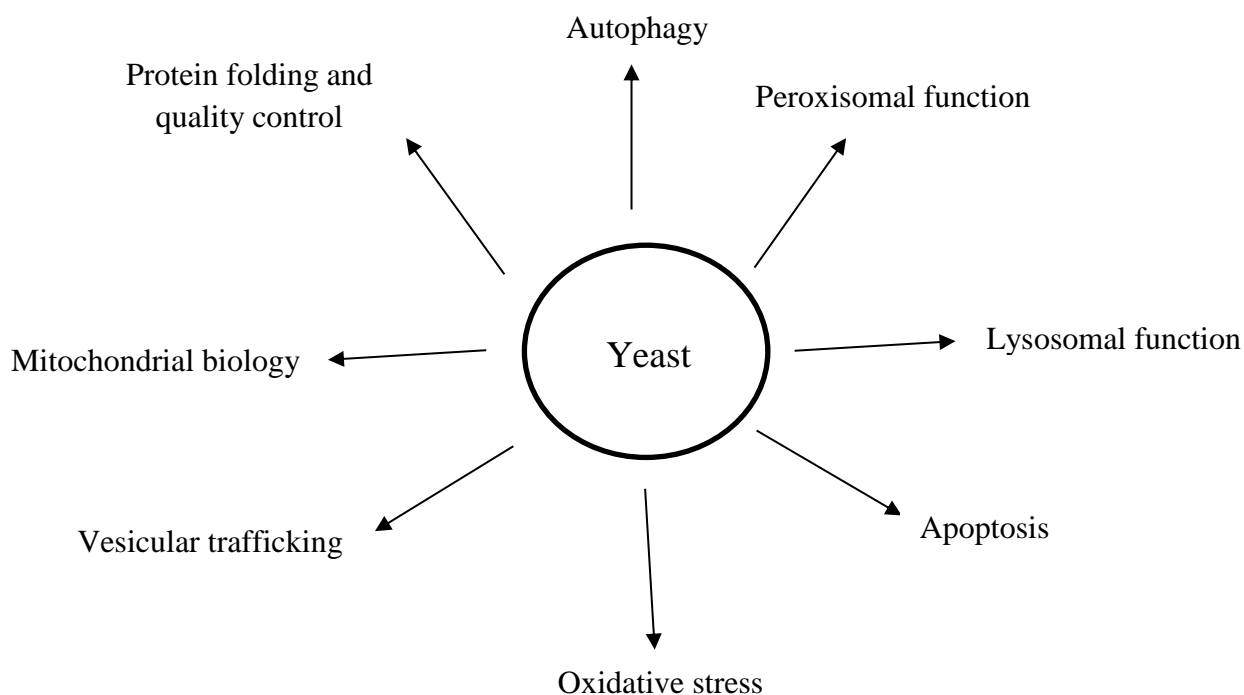 Autophagy
Protein folding and
quality control
Peroxisomal function
Yeast
Lysosomal function
Mitochondrial biology
Vesicular trafficking
Apoptosis
Oxidative stress